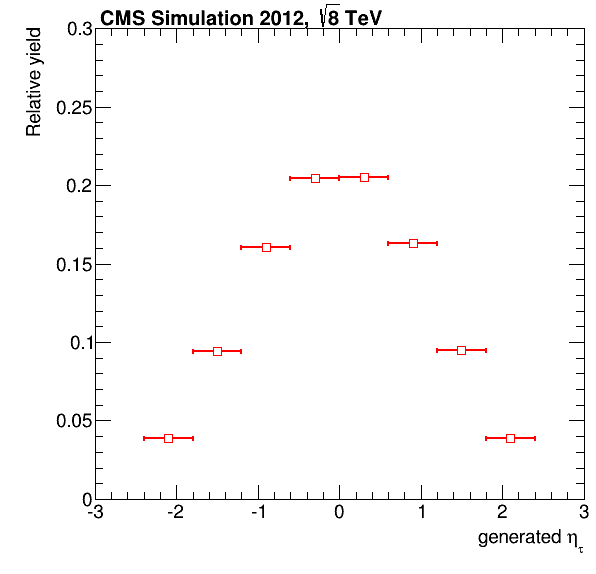 CMS Simulation 2012, √8 TeV
Relative yield
0.3
0.25
0.2
0.15
0.1
0.05
0
-3 -2 -1 0 1 2 3
generated ητ